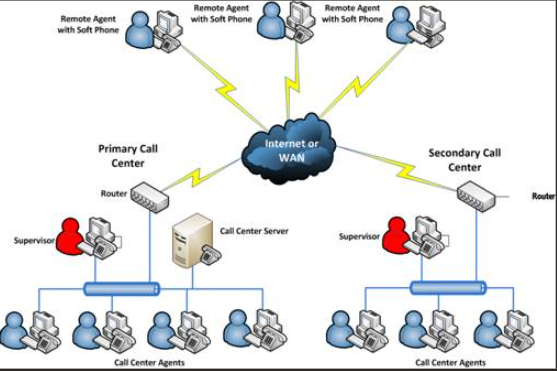 Remote Agent
with Soft Phone
Remote Agent
with Soft Phone
Remote Agent
with Soft Phone
Internet or
WAN
Primary Call
Center
Secondary Call
Center
Router
Router
Supervisor
Call Center Server
Supervisor
Call Center Agents
Call Center Agents